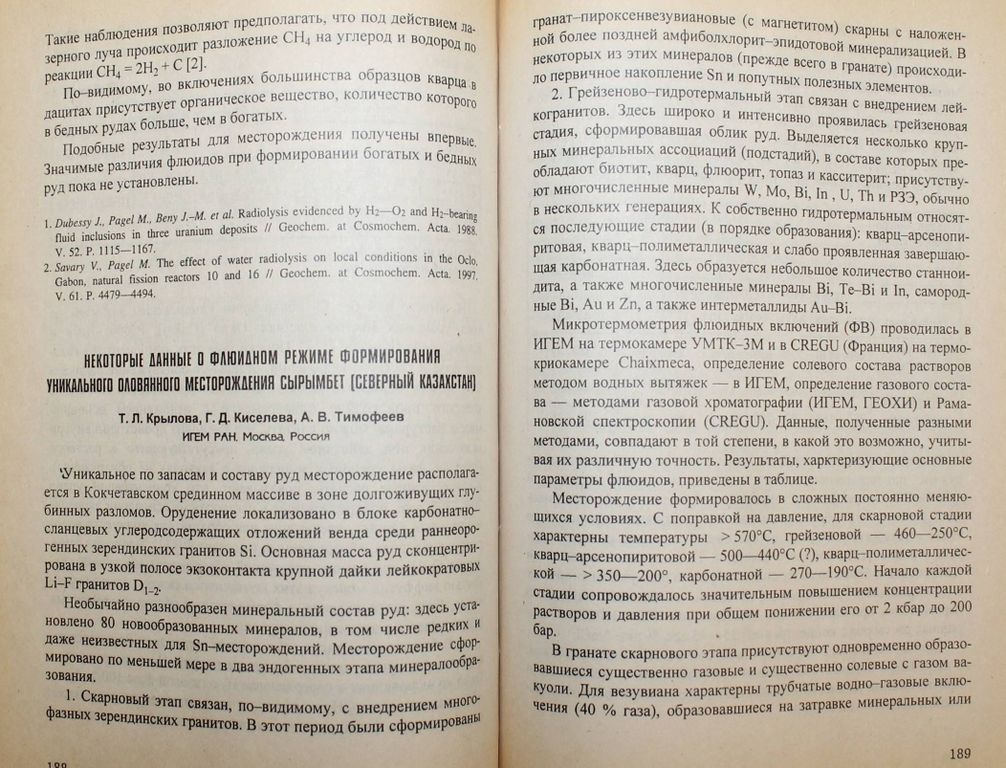 Такие наблюдения позволяют предполагать, что под действием ла-
зерного луча происходит разложение CH₄ на углерод и водород по
реакции CH₄ = 2H₂ + C [2].
По–видимому, во включениях большинства образцов кварца в
дацитах присутствует органическое вещество, количество которого
в бедных рудах больше, чем в богатых.
Подобные результаты для месторождения получены впервые.
Значимые различия флюидов при формировании богатых и бедных
руд пока не установлены.
1. Dubessy J., Pagel M., Beny J.-M. et al. Radiolysis evidenced by H₂—O₂ and H₂-bearing
fluid inclusions in three uranium deposits // Geochem. at Cosmochem. Acta. 1988.
V. 52. P. 1115—1167.
2. Savary V., Pagel M. The effect of water radiolysis on local conditions in the Oclo,
Gabon, natural fission reactors 10 and 16 // Geochem. at Cosmochem. Acta. 1997.
V. 61. P. 4479—4494.
НЕКОТОРЫЕ ДАННЫЕ О ФЛЮИДНОМ РЕЖИМЕ ФОРМИРОВАНИЯ
УНИКАЛЬНОГО ОЛОВЯННОГО МЕСТОРОЖДЕНИЯ СЫРЫМБЕТ (СЕВЕРНЫЙ КАЗАХСТАН)
Т. Л. Крылова, Г. Д. Киселева, А. В. Тимофеев
ИГЕМ РАН, Москва, Россия
Уникальное по запасам и составу руд месторождение располага-
ется в Кокчетавском срединном массиве в зоне долгоживущих глу-
бинных разломов. Оруденение локализовано в блоке карбонатно-
сланцевых углеродсодержащих отложений венда среди раннеоро-
генных зерендинских гранитов Si. Основная масса руд сконцентри-
рована в узкой полосе экзоконтакта крупной дайки лейкократовых
Li–F гранитов D₁₋₂.
Необычайно разнообразен минеральный состав руд: здесь уста-
новлено 80 новообразованных минералов, в том числе редких и
даже неизвестных для Sn–месторождений. Месторождение сфор-
мировано по меньшей мере в два эндогенных этапа минералообра-
зования.
1. Скарновый этап связан, по–видимому, с внедрением много-
фазных зерендинских гранитов. В этот период были сформированы
188
гранат–пироксенвезувиановые (с магнетитом) скарны с наложен-
ной более поздней амфиболхлорит–эпидотовой минерализацией. В
некоторых из этих минералов (прежде всего в гранате) происходи-
ло первичное накопление Sn и попутных полезных элементов.
2. Грейзеново–гидротермальный этап связан с внедрением лей-
когранитов. Здесь широко и интенсивно проявилась грейзеновая
стадия, сформировавшая облик руд. Выделяется несколько круп-
ных минеральных ассоциаций (подстадий), в составе которых пре-
обладают биотит, кварц, флюорит, топаз и касситерит; присутству-
ют многочисленные минералы W, Mo, Bi, In , U, Th и РЗЭ, обычно
в нескольких генерациях. К собственно гидротермальным относят-
ся последующие стадии (в порядке образования): кварц–арсенопи-
ритовая, кварц–полиметаллическая и слабо проявленная завершаю-
щая карбонатная. Здесь образуется небольшое количество станнои-
дита, а также многочисленные минералы Bi, Te–Bi и In, самород-
ные Bi, Au и Zn, а также интерметаллиды Au–Bi.
Микротермометрия флюидных включений (ФВ) проводилась в
ИГЕМ на термокамере УМТК–3М и в CREGU (Франция) на термо-
криокамере Chaixmeca, определение солевого состава растворов
методом водных вытяжек — в ИГЕМ, определение газового соста-
ва — методами газовой хроматографии (ИГЕМ, ГЕОХИ) и Рама-
новской спектроскопии (CREGU). Данные, полученные разными
методами, совпадают в той степени, в какой это возможно, учиты-
вая их различную точность. Результаты, харктеризующие основные
параметры флюидов, приведены в таблице.
Месторождение формировалось в сложных постоянно меняю-
щихся условиях. С поправкой на давление, для скарновой стадии
характерны температуры > 570°С, грейзеновой — 460—250°С,
кварц–арсенопиритовой — 500—440°С (?), кварц–полиметалличес-
кой — > 350—200°, карбонатной — 270—190°С. Начало каждой
стадии сопровождалось значительным повышением концентрации
растворов и давления при общем понижении его от 2 кбар до 200
бар.
В гранате скарнового этапа присутствуют одновременно образо-
вавшиеся существенно газовые и существенно солевые с газом ва-
куоли. Для везувиана характерны трубчатые водно–газовые вклю-
чения (40 % газа), образовавшиеся на затравке минеральных или
189